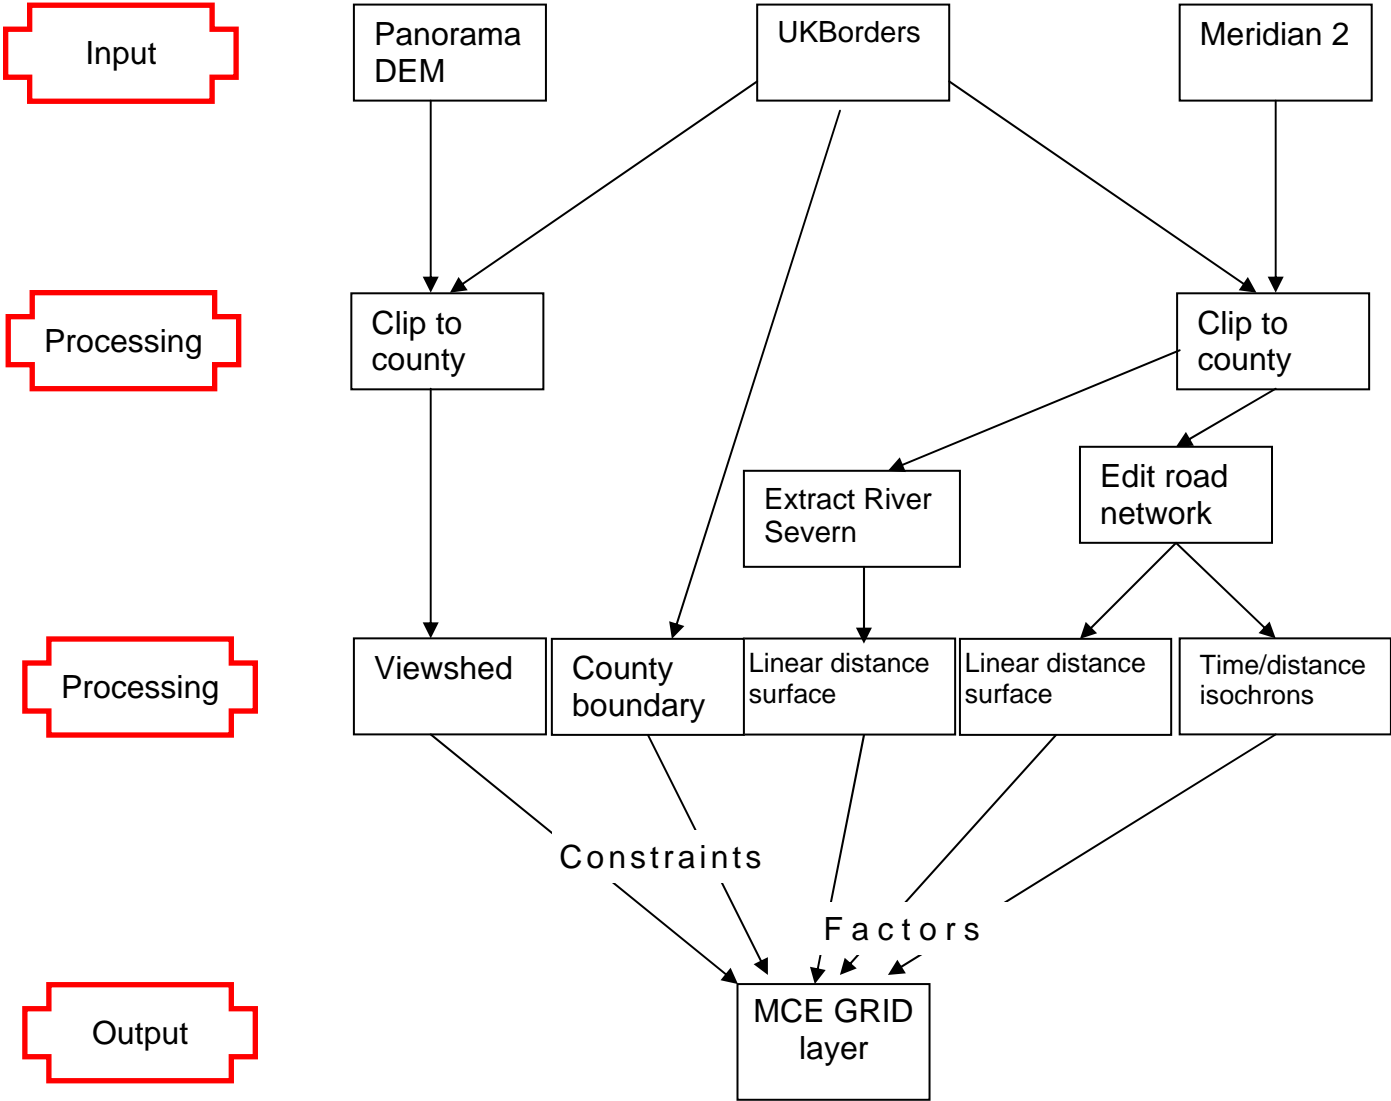 Input
Panorama
DEM
UKBorders
Meridian 2
Processing
Clip to
county
Clip to
county
Extract River
Severn
Edit road
network
Processing
Viewshed
County
boundary
Linear distance
surface
Linear distance
surface
Time/distance
isochrons
Constraints
Factors
Output
MCE GRID
layer